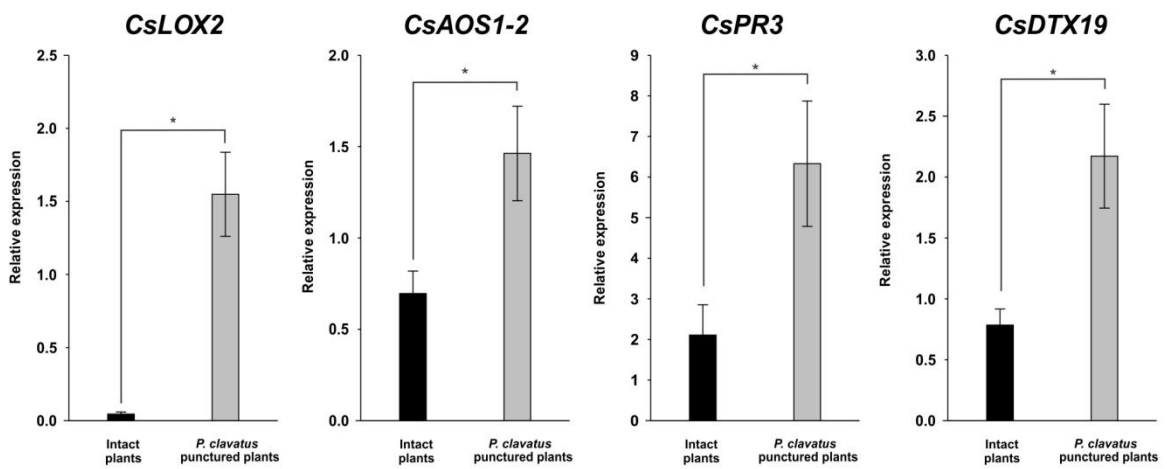 CsLOX2
2.5
2.0
1.5
1.0
0.5
0.0
Relative expression
*
Intact
plants
P. clavatus
punctured plants
CsAOS1-2
2.0
1.5
1.0
0.5
0.0
Relative expression
*
Intact
plants
P. clavatus
punctured plants
CsPR3
9
8
7
6
5
4
3
2
1
0
Relative expression
*
Intact
plants
P. clavatus
punctured plants
CsDTX19
3.0
2.5
2.0
1.5
1.0
0.5
0.0
Relative expression
*
Intact
plants
P. clavatus
punctured plants